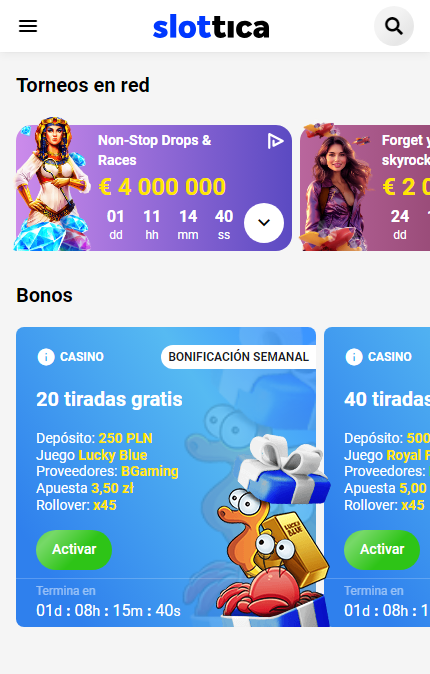 slottica
Torneos en red
Non-Stop Drops &
Races
€ 4 000 000
01 11 14 40
dd hh mm ss
Forget
skyrock
€ 2
24
dd
Bonos
CASINO
BONIFICACIÓN SEMANAL
20 tiradas gratis
Depósito: 250 PLN
Juego Lucky Blue
Proveedores: BGaming
Apuesta 3,50 zł
Rollover: x45
Activar
Termina en
01d : 08h : 15m : 40s
LUCKY
BLUE
CASINO
40 tiradas
Depósito: 500
Juego Royal
Proveedores:
Apuesta 5,00
Rollover: x45
Activar
Termina en
01d : 08h : 1